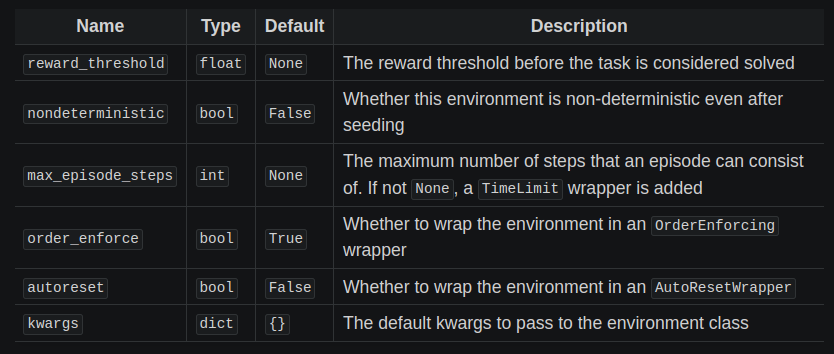 Name Type Default Description
reward_threshold float None The reward threshold before the task is considered solved
nondeterministic bool False Whether this environment is non-deterministic even after
seeding
max_episode_steps int None The maximum number of steps that an episode can consist
of. If not None, a TimeLimit wrapper is added
order_enforce bool True Whether to wrap the environment in an OrderEnforcing
wrapper
autoreset bool False Whether to wrap the environment in an AutoResetWrapper
kwargs dict {} The default kwargs to pass to the environment class